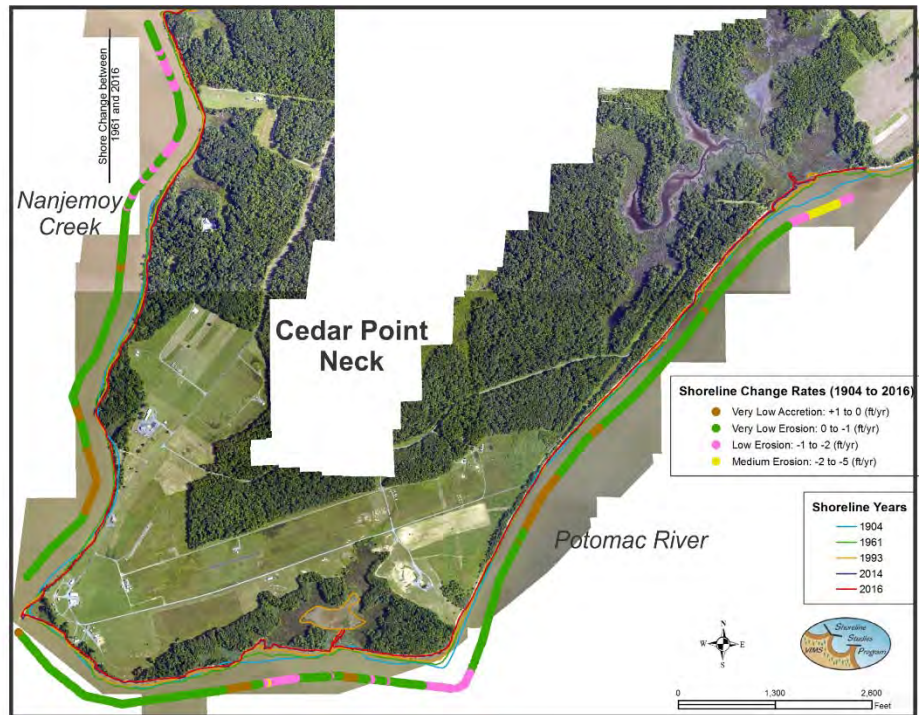 Shore Change between
1961 and 2016
Nanjemoy
Creek
Cedar Point
Neck
Shoreline Change Rates (1904 to 2016)
Very Low Accretion: +1 to 0 (ft/yr)
Very Low Erosion: 0 to -1 (ft/yr)
Low Erosion: -1 to -2 (ft/yr)
Medium Erosion: -2 to -5 (ft/yr)
Potomac River
Shoreline Years
1904
1961
1993
2014
2016
N
W E
S
Shoreline
Studies
Program
VIMS
0 1,300 2,600
Feet